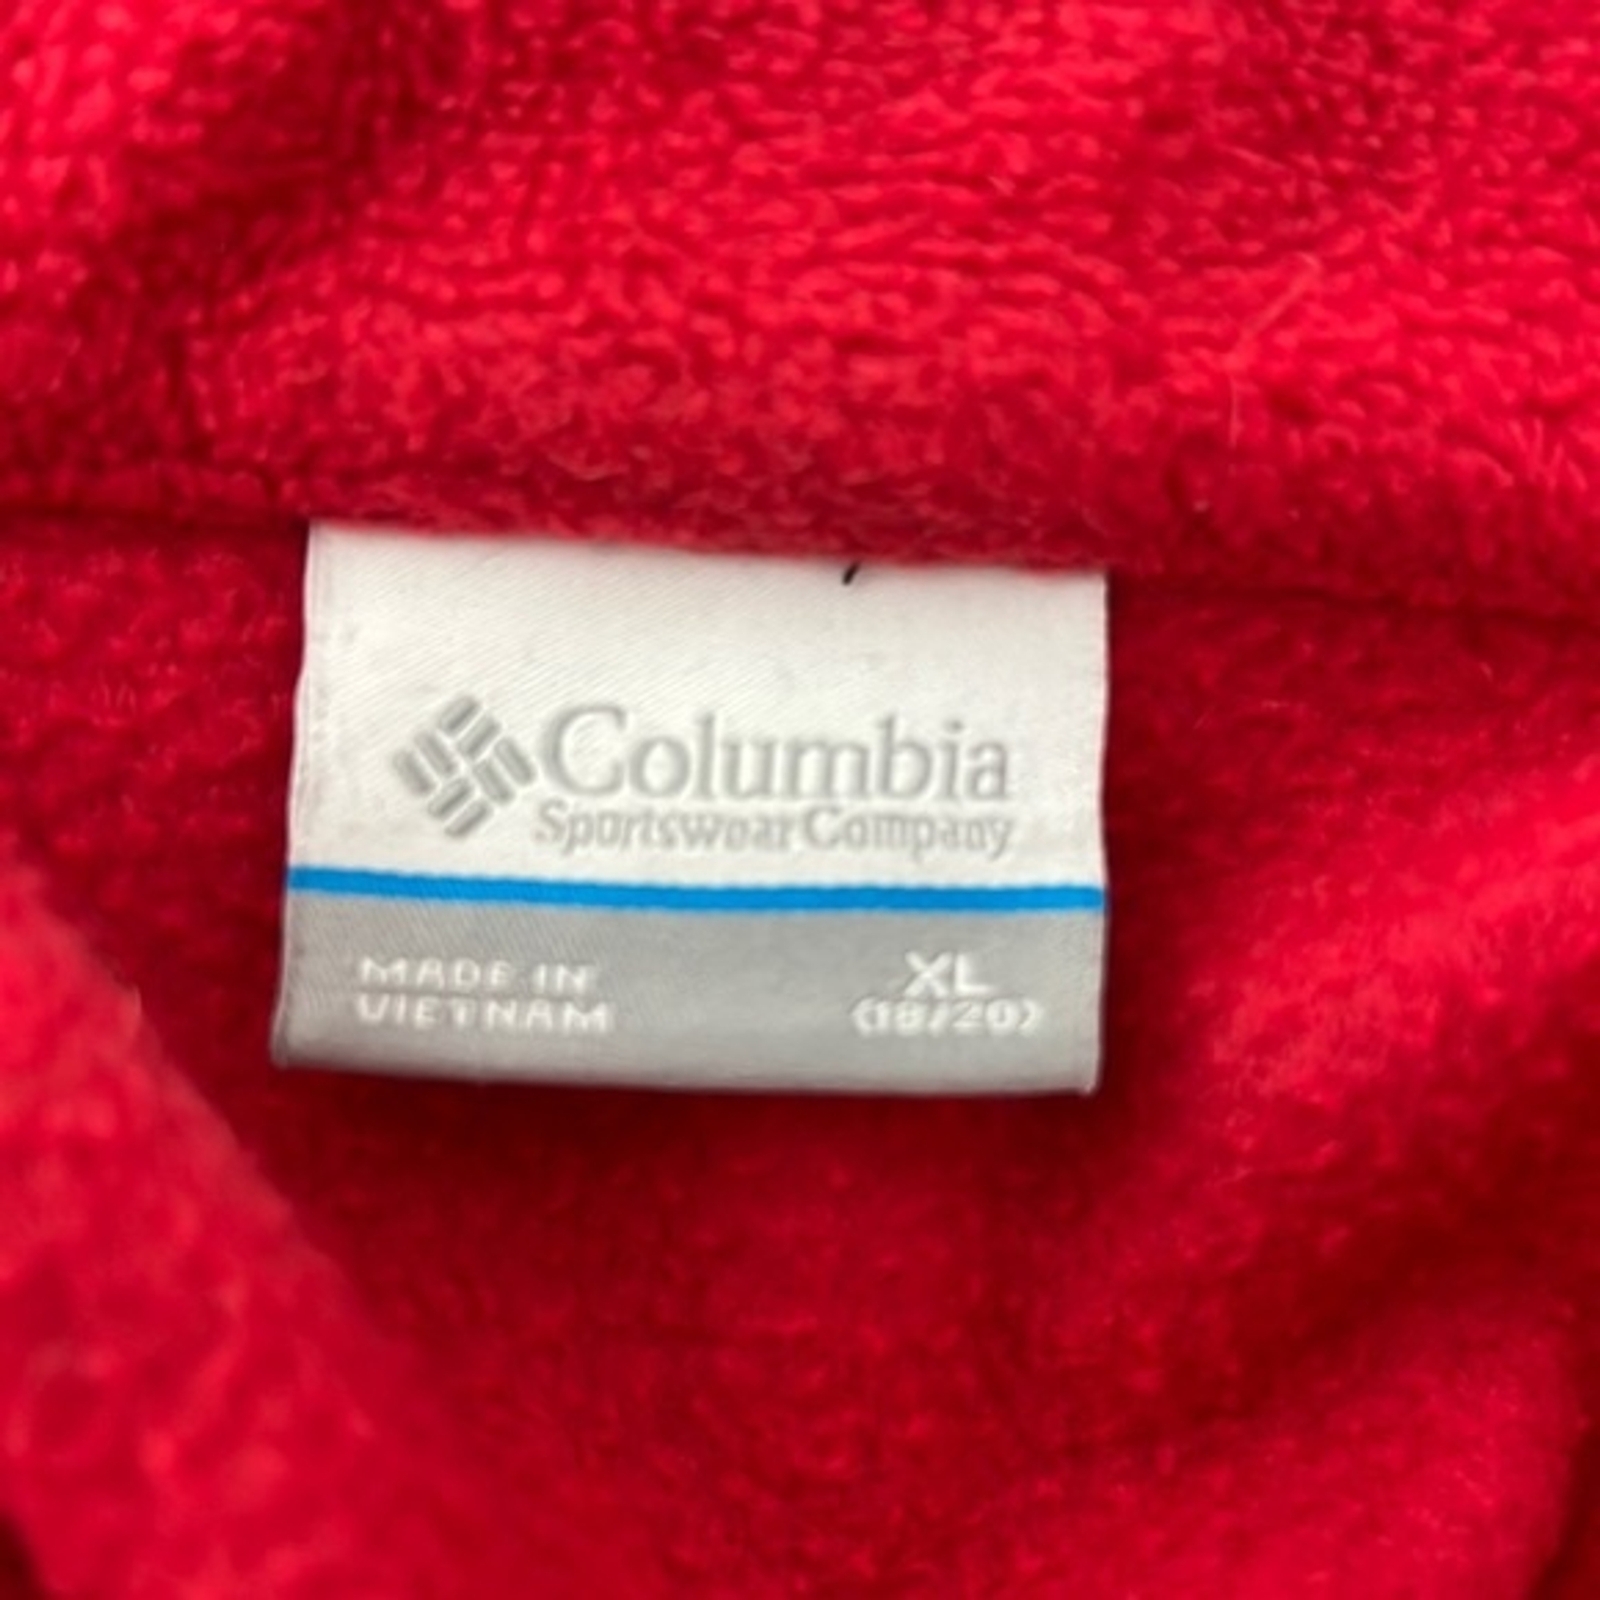 Columbia
Sportswear Company
MADE IN
VIETNAM
XL
(18/20)